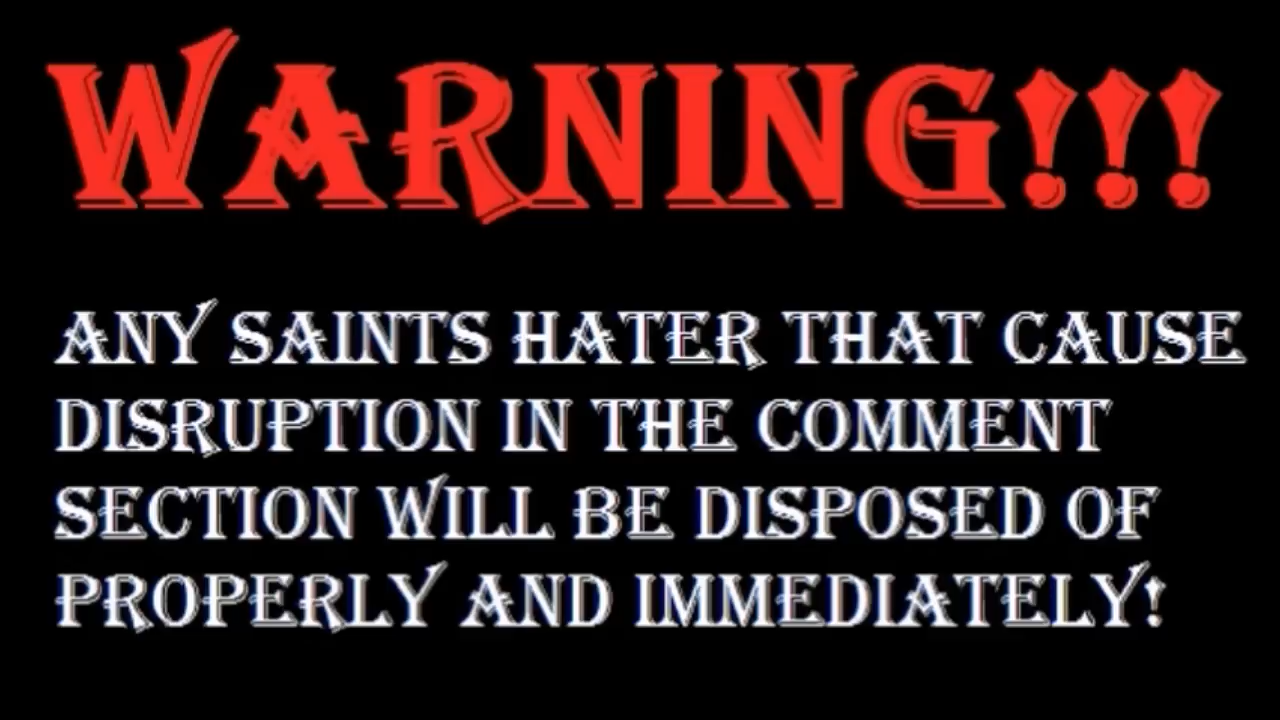 WARNING!!!
ANY SAINTS HATER THAT CAUSE
DISRUPTION IN THE COMMENT
SECTION WILL BE DISPOSED OF
PROPERLY AND IMMEDIATELY!